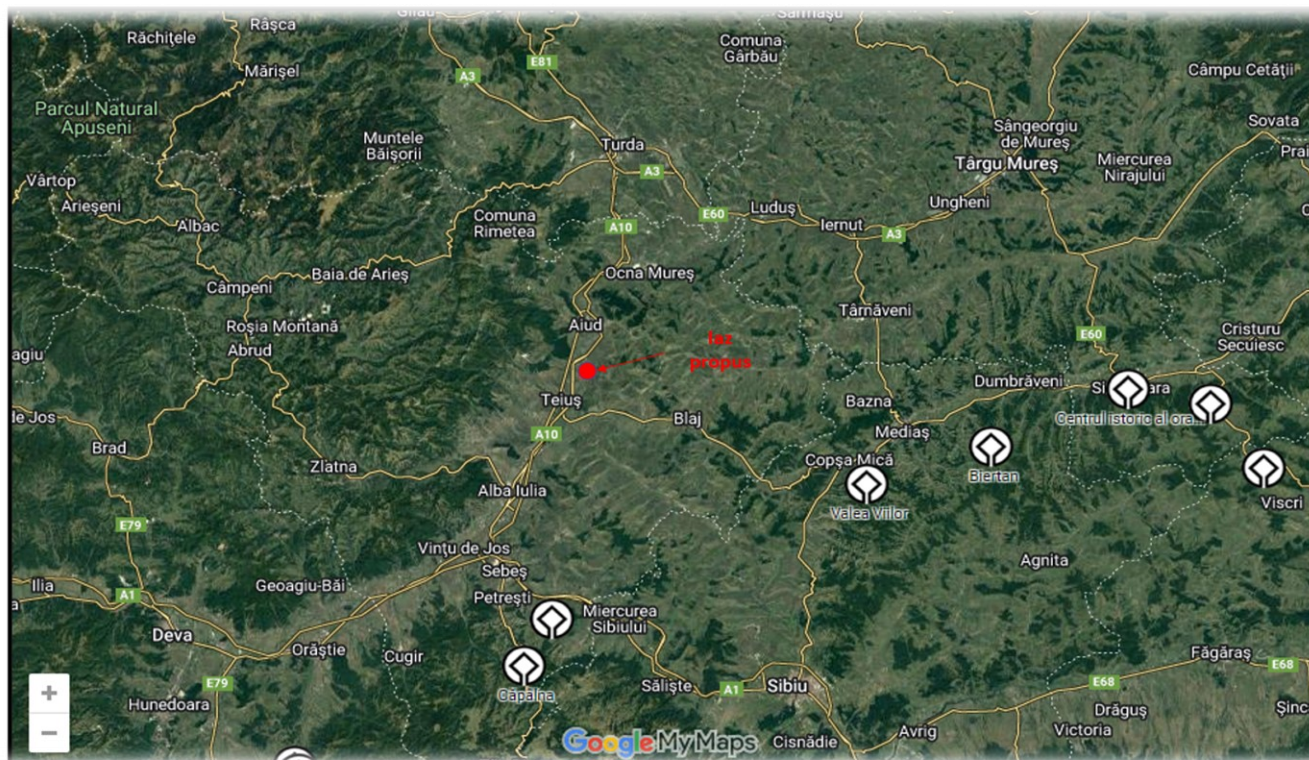 Sărmașu
Râșca
Răchițele
Comuna
Gârbău
E81
A3
Mărișel
Câmpu Cetății
Parcul Natural
Apuseni
Muntele
Băișorii
Sângeorgiu
de Mureș
Sovata
Turda
Târgu Mureș
Miercurea
Nirajului
A3
Vârtop
Arieșeni
Albac
Comuna
Rimetea
E60
Luduș
Ungheni
Iernut
A3
A10
Baia de Arieș
Ocna Mureș
Câmpeni
Târnăveni
Roșia Montană
Aiud
Iaz
propus
E60
Cristuru
Secuiesc
Abrud
Teiuș
Dumbrăveni
Bazna
Blaj
Centrul istoric al ora...
Mediaș
A10
Brad
Zlatna
Copșa Mică
Biertan
Alba Iulia
Valea Viilor
Viscri
E79
Vințu de Jos
Agnita
Sebeș
Ilia
A1
Geoagiu-Băi
Petrești
Miercurea
Sibiului
Deva
Orăștie
Cugir
Făgăraș
E68
E79
Căpâlna
Săliște
A1
Sibiu
E68
Hunedoara
Drăguș
Victoria
Avrig
Cisnădie
Google My Maps